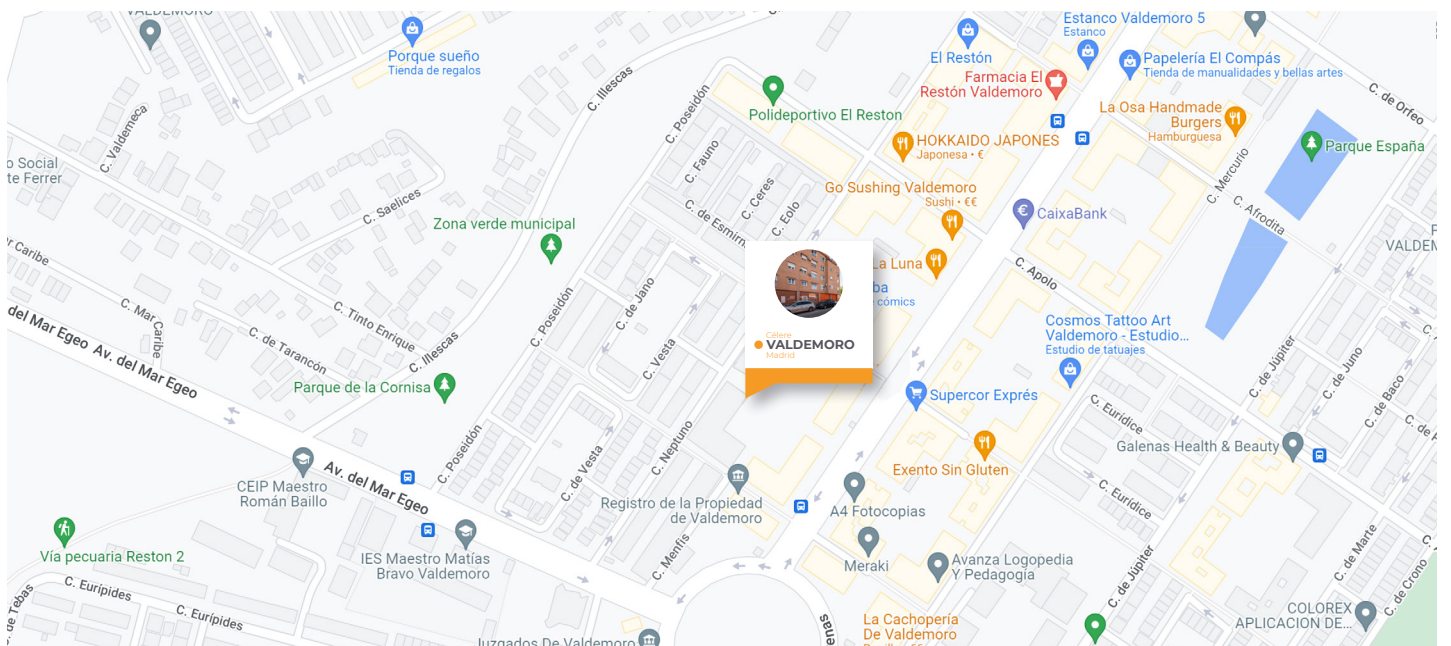 VALDEMORO
Porque sueño
Tienda de regalos
C. Illescas
C. Valdemeca
o Social
te Ferrer
C. Saelices
Zona verde municipal
C. Poseidón
C. Fauno
C. Ceres
C. Eolo
C. de Esmirn
Polideportivo El Reston
El Restón
Estanco Valdemoro 5
Estanco
Papelería El Compás
Tienda de manualidades y bellas artes
Farmacia El
Restón Valdemoro
La Osa Handmade
Burgers
Hamburguesa
C. de Orfeo
HOKKAIDO JAPONES
Japonesa • €
Parque España
C. Mercurio
C. Afrodita
Go Sushing Valdemoro
Sushi • €€
CaixaBank
VALDEM
La Luna
ba
cómics
C. Apolo
Caribe
C. Mar Caribe
C. Tinto Enrique
C. de Tarancón
C. Illescas
del Mar Egeo
Av. del Mar Egeo
C. Poseidón
C. de Jano
C. Vesta
Célere
VALDEMORO
Madrid
Cosmos Tattoo Art
Valdemoro - Estudio...
Estudio de tatuajes
C. de Júpiter
C. de Juno
C. de Baco
Parque de la Cornisa
Supercor Exprés
C. Eurídice
Galenas Health & Beauty
C. Poseidón
C. de Vesta
C. Neptuno
Exento Sin Gluten
CEIP Maestro
Román Baillo
Av. del Mar Egeo
Registro de la Propiedad
de Valdemoro
A4 Fotocopias
C. Eurídice
Vía pecuaria Reston 2
IES Maestro Matías
Bravo Valdemoro
C. Menfis
Meraki
Avanza Logopedia
Y Pedagogía
C. de Júpiter
C. de Marte
C. de Crono
C. Eurípides
C. Eurípides
de Tebas
enas
La Cachopería
De Valdemoro
COLOREX
APLICACION DE...
Juzgados De Valdemoro